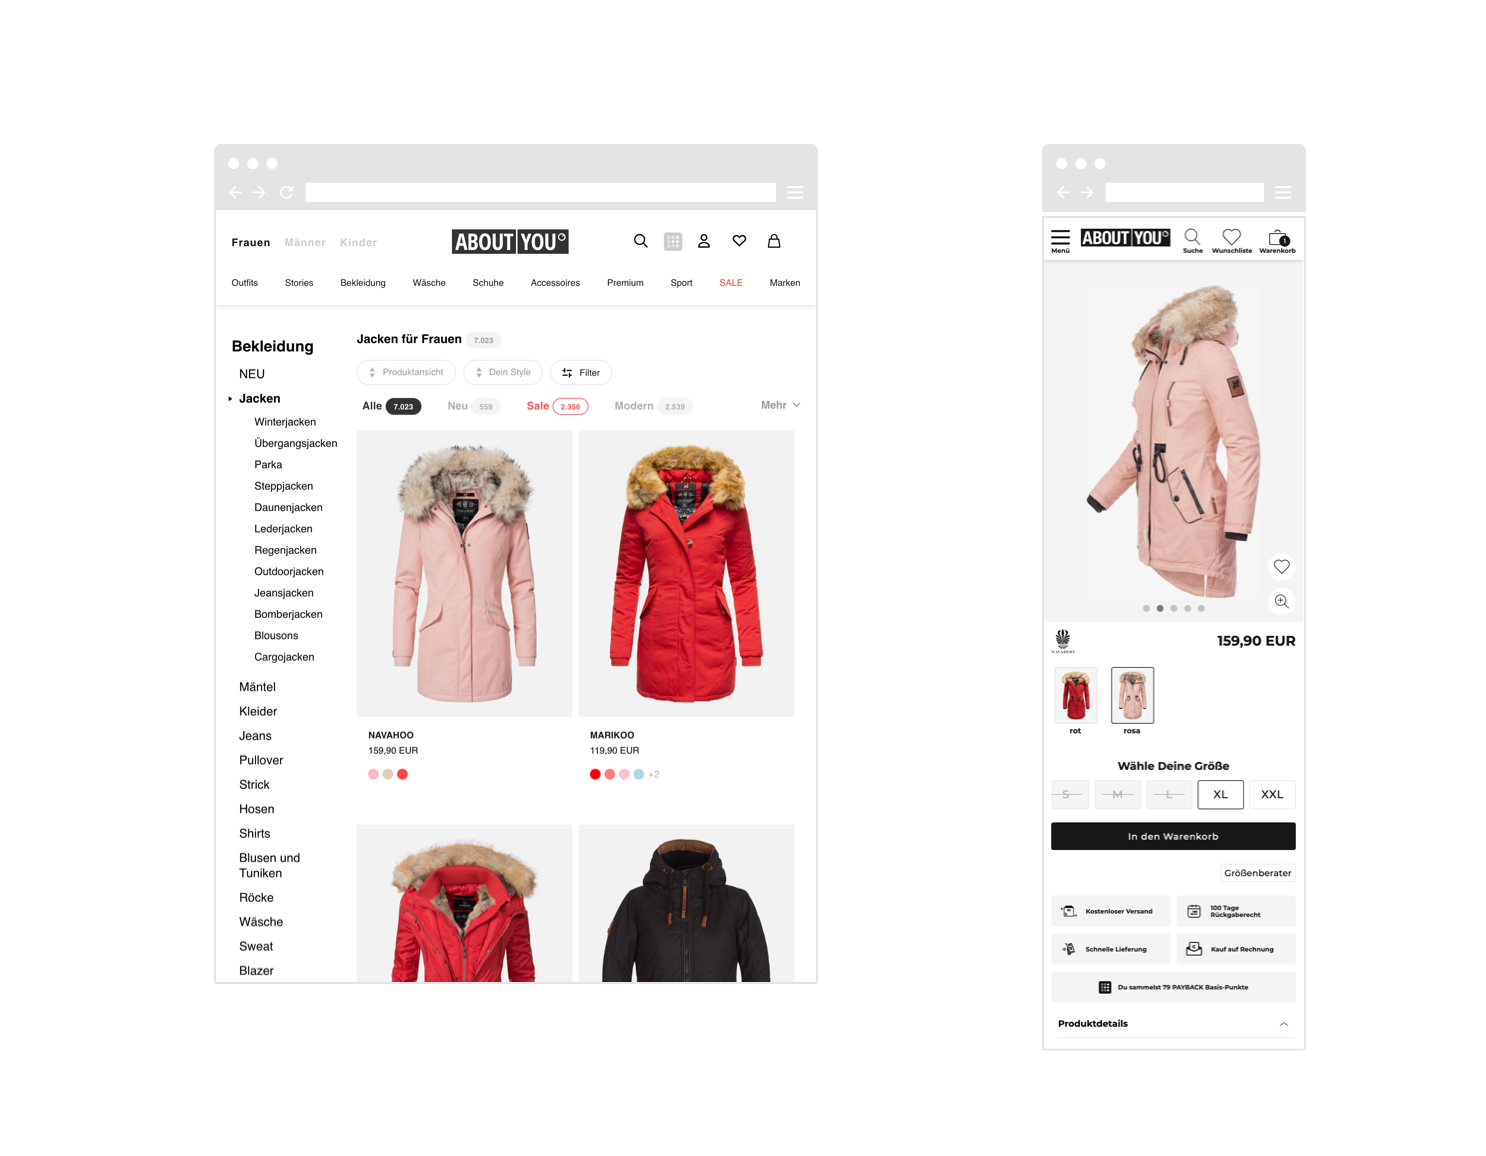 Frauen Männer Kinder
ABOUT YOU°
Outfits Stories Bekleidung Wäsche Schuhe Accessoires Premium Sport SALE Marken
Bekleidung
NEU
Jacken
Winterjacken
Übergangsjacken
Parka
Steppjacken
Daunenjacken
Lederjacken
Regenjacken
Outdoorjacken
Jeansjacken
Bomberjacken
Blousons
Cargojacken
Mäntel
Kleider
Jeans
Pullover
Strick
Hosen
Shirts
Blusen und
Tuniken
Röcke
Wäsche
Sweat
Blazer
Jacken für Frauen 7.023
Produktansicht Dein Style Filter
Alle 7.023 Neu 559 Sale 2.356 Modern 2.539 Mehr
NAVAHOO
159,90 EUR
MARIKOO
119,90 EUR
+2
Menü
ABOUT YOU°
Suche
Wunschliste
1
Warenkorb
NAVAHOO
159,90 EUR
rot
rosa
Wähle Deine Größe
S M L XL XXL
In den Warenkorb
Größenberater
Kostenloser Versand
100 Tage
Rückgaberecht
Schnelle Lieferung
Kauf auf Rechnung
Du sammelst 79 PAYBACK Basis-Punkte
Produktdetails